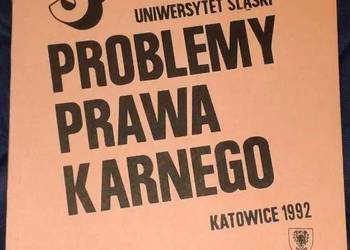 UNIWERSYTET ŚLĄSKI
PROBLEMY
PRAWA
KARNEGO
KATOWICE 1992